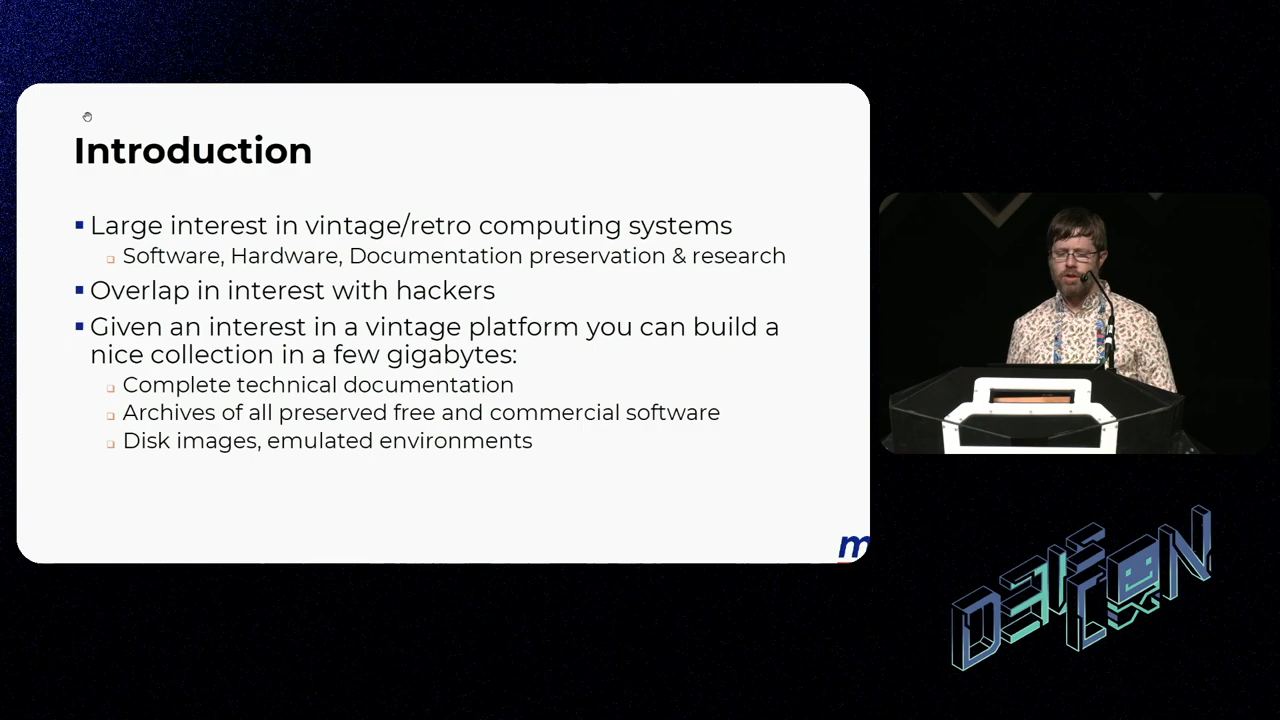 Introduction
Large interest in vintage/retro computing systems
Software, Hardware, Documentation preservation & research
Overlap in interest with hackers
Given an interest in a vintage platform you can build a
nice collection in a few gigabytes:
Complete technical documentation
Archives of all preserved free and commercial software
Disk images, emulated environments
m
DEF
CON